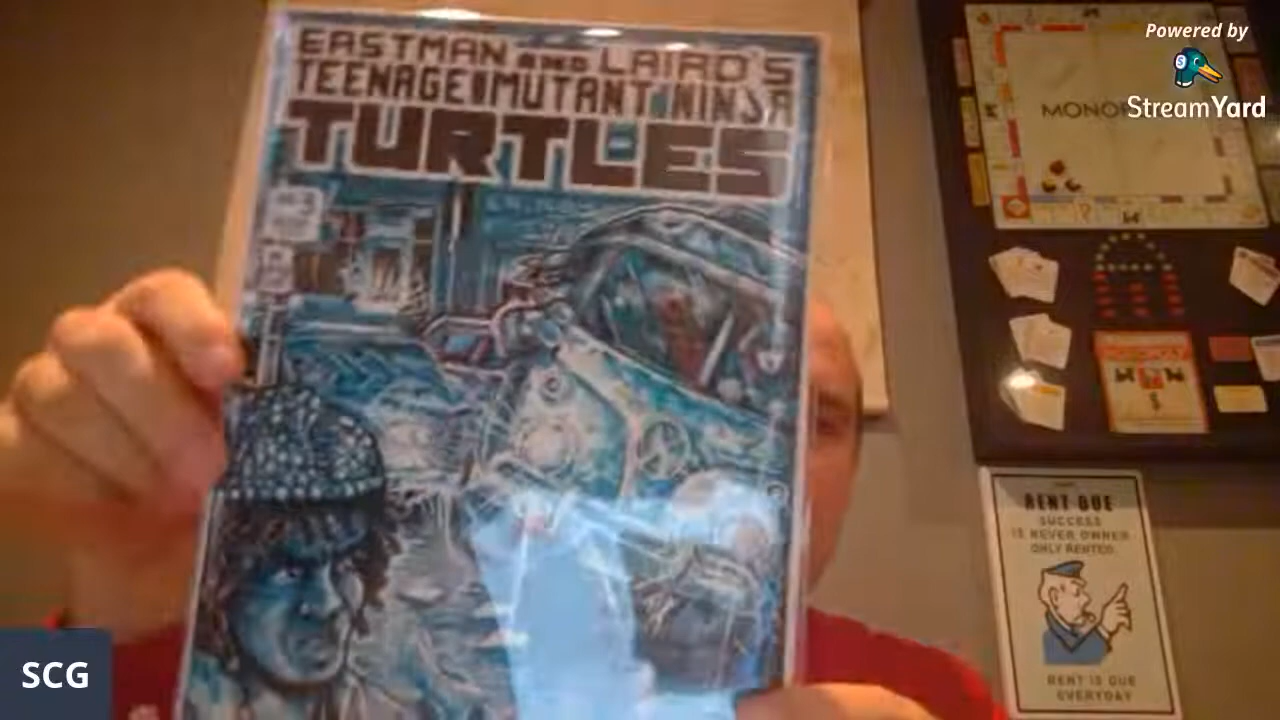 EASTMAN AND LAIRD'S
TEENAGE MUTANT NINJA
TURTLES
Powered by
StreamYard
RENT DUE
SUCCESS
IS NEVER OWNED
ONLY RENTED
RENT IS DUE
EVERYDAY
SCG